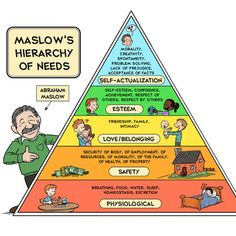 MASLOW'S
HIERARCHY
OF NEEDS
ABRAHAM
MASLOW
MORALITY,
CREATIVITY,
SPONTANEITY,
PROBLEM SOLVING,
LACK OF PREJUDICE,
ACCEPTANCE OF FACTS
SELF-ACTUALIZATION
SELF-ESTEEM, CONFIDENCE,
ACHIEVEMENT, RESPECT OF
OTHERS, RESPECT BY OTHERS
ESTEEM
FRIENDSHIP, FAMILY,
INTIMACY
LOVE/BELONGING
SECURITY OF BODY, OF EMPLOYMENT, OF
RESOURCES, OF MORALITY, OF THE FAMILY,
OF HEALTH, OF PROPERTY
SAFETY
BREATHING, FOOD, WATER, SLEEP,
HOMEOSTASIS, EXCRETION
PHYSIOLOGICAL